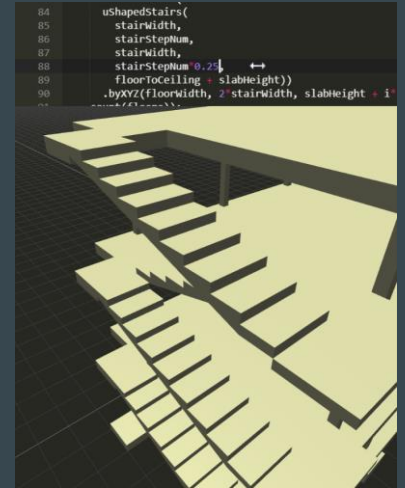 84 uShapedStairs(
85 stairWidth,
86 stairStepNum,
87 stairWidth,
88 stairStepNum*0.25,
89 floorToCeiling + slabHeight))
90 .byXYZ(floorWidth, 2*stairWidth, slabHeight + i*